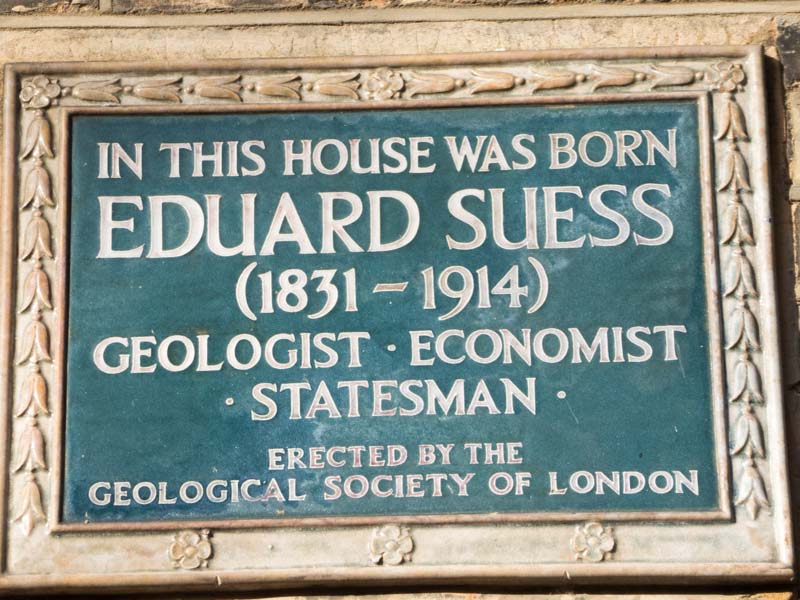 IN THIS HOUSE WAS BORN
EDUARD SUESS
(1831 – 1914)
GEOLOGIST · ECONOMIST
· STATESMAN ·
ERECTED BY THE
GEOLOGICAL SOCIETY OF LONDON